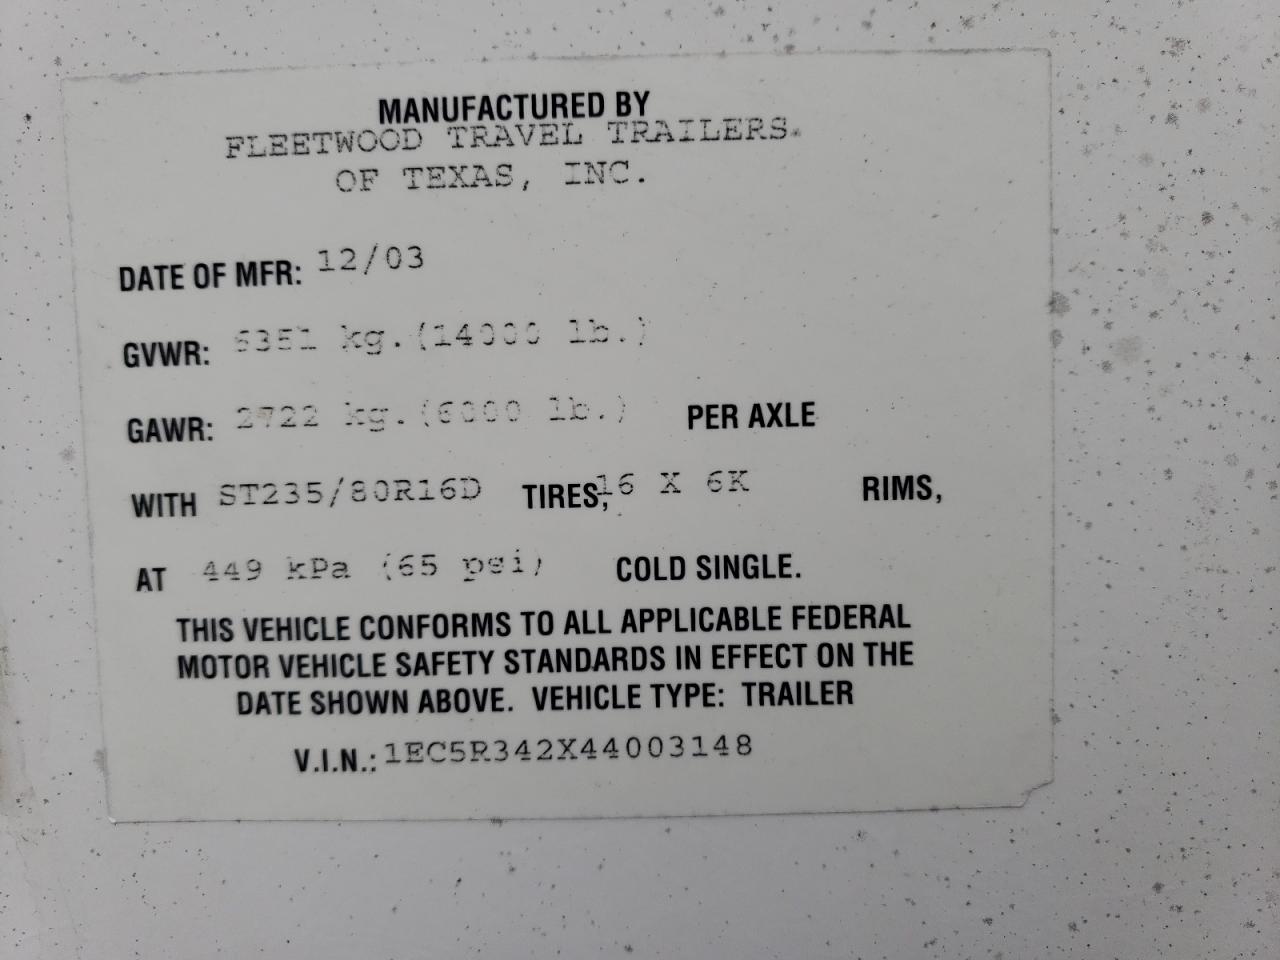 MANUFACTURED BY
FLEETWOOD TRAVEL TRAILERS
OF TEXAS, INC.
DATE OF MFR: 12/03
GVWR: 6351 kg.(14000 lb.)
GAWR: 2722 kg.(6000 lb.) PER AXLE
WITH ST235/80R16D TIRES, 16 X 6K RIMS,
AT 449 kPa (65 psi) COLD SINGLE.
THIS VEHICLE CONFORMS TO ALL APPLICABLE FEDERAL
MOTOR VEHICLE SAFETY STANDARDS IN EFFECT ON THE
DATE SHOWN ABOVE. VEHICLE TYPE: TRAILER
V.I.N.: 1EC5R342X44003148